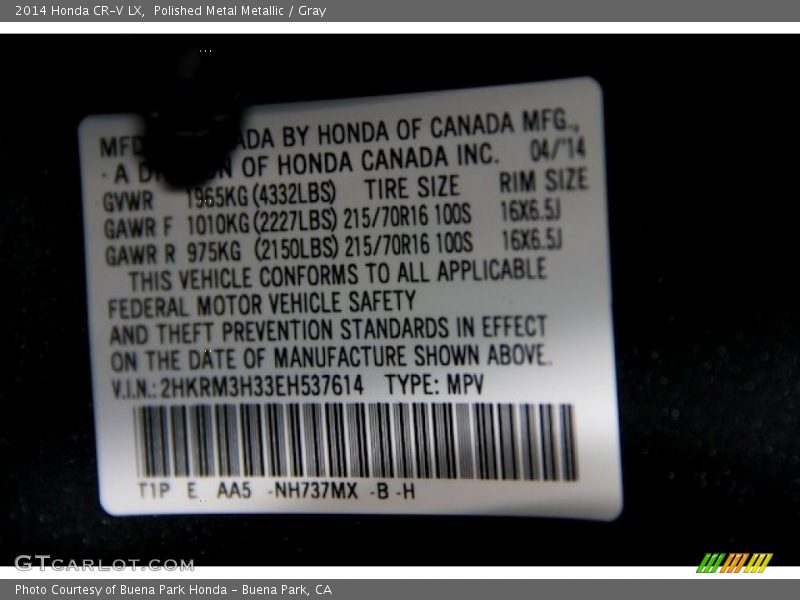 2014 Honda CR-V LX, Polished Metal Metallic / Gray
MFD BY HONDA OF CANADA MFG.,
- A OF HONDA CANADA INC. 04/'14
GVWR 1965KG (4332LBS) TIRE SIZE RIM SIZE
GAWR F 1010KG (2227LBS) 215/70R16 100S 16X6.5J
GAWR R 975KG (2150LBS) 215/70R16 100S 16X6.5J
THIS VEHICLE CONFORMS TO ALL APPLICABLE
FEDERAL MOTOR VEHICLE SAFETY
AND THEFT PREVENTION STANDARDS IN EFFECT
ON THE DATE OF MANUFACTURE SHOWN ABOVE.
V.I.N.: 2HKRM3H33EH537614 TYPE: MPV
T1P E AA5 -NH737MX -B -H
GTcarlot.com
Photo Courtesy of Buena Park Honda - Buena Park, CA